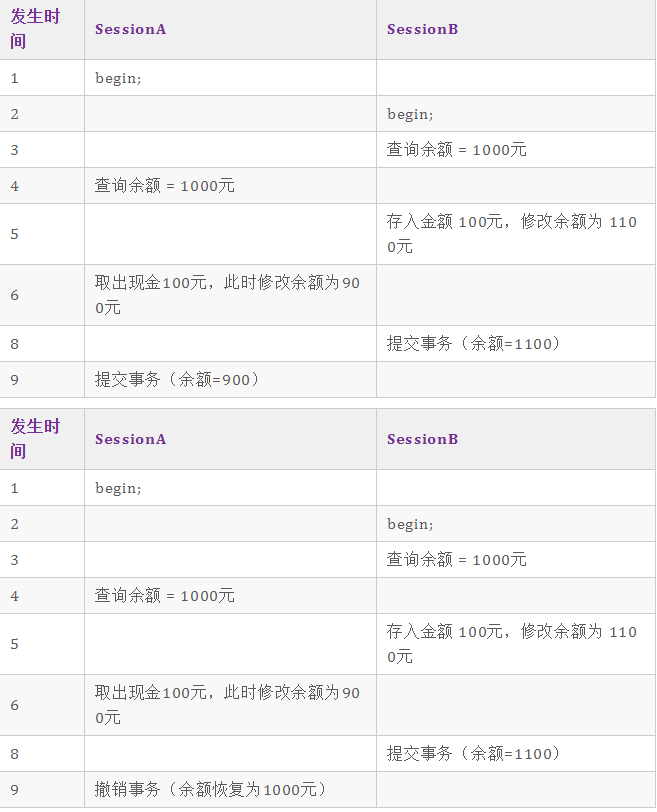 发生时
间
SessionA
SessionB
1
begin;
2
begin;
3
查询余额 = 1000元
4
查询余额 = 1000元
5
存入金额 100元，修改余额为 110
0元
6
取出现金100元，此时修改余额为90
0元
8
提交事务（余额=1100）
9
提交事务（余额=900）
发生时
间
SessionA
SessionB
1
begin;
2
begin;
3
查询余额 = 1000元
4
查询余额 = 1000元
5
存入金额 100元，修改余额为 110
0元
6
取出现金100元，此时修改余额为90
0元
8
提交事务（余额=1100）
9
撤销事务（余额恢复为1000元）